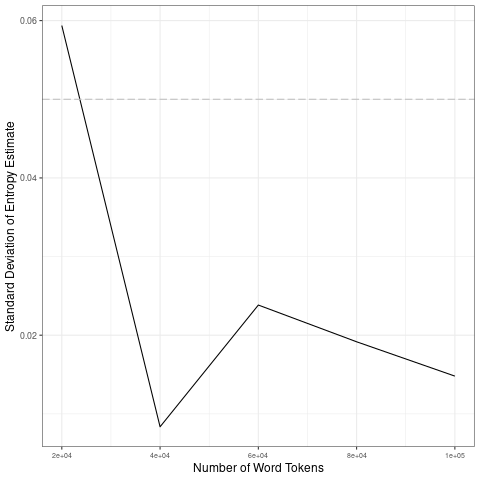 Standard Deviation of Entropy Estimate
0.06
0.04
0.02
2e+04 4e+04 6e+04 8e+04 1e+05
Number of Word Tokens